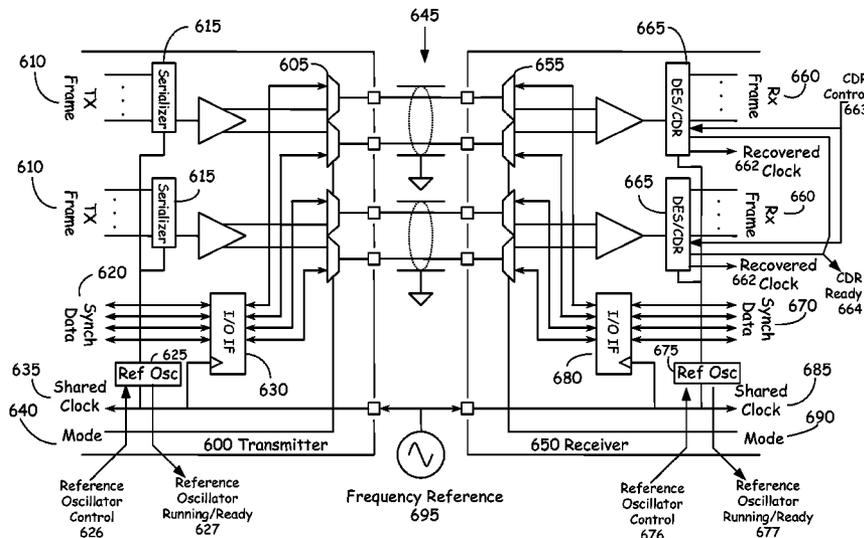 645
615
605
655
665
610
TX
Frame
Serializer
DES/CDR
Rx
Frame
660
CDR
Control
663
Recovered
662 Clock
610
TX
Frame
615
Serializer
665
DES/CDR
Rx
Frame
660
Recovered
662 Clock
CDR
Ready
664
620
Synch
Data
I/O IF
630
I/O IF
680
Synch
Data
670
625
Ref Osc
675
Ref Osc
635
Shared
Clock
685
Shared
Clock
640
Mode
690
Mode
600 Transmitter
650 Receiver
Reference
Oscillator
Control
626
Reference
Oscillator
Running/Ready
627
Frequency Reference
695
Reference
Oscillator
Control
676
Reference
Oscillator
Running/Ready
677